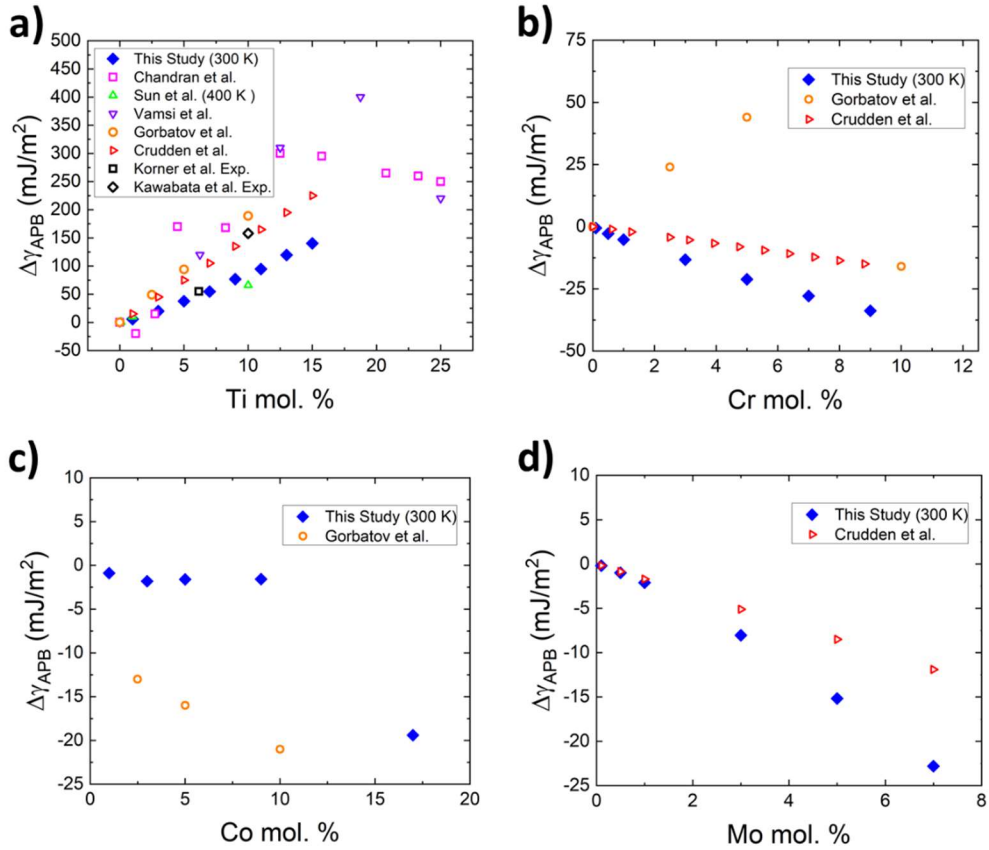 a)
500
450
400
350
300
250
200
150
100
50
0
-50
ΔγAPB (mJ/m²)
This Study (300 K)
Chandran et al.
Sun et al. (400 K )
Vamsi et al.
Gorbatov et al.
Crudden et al.
Korner et al. Exp.
Kawabata et al. Exp.
0 5 10 15 20 25
Ti mol. %
b)
75
50
25
0
-25
-50
ΔγAPB (mJ/m²)
This Study (300 K)
Gorbatov et al.
Crudden et al.
0 2 4 6 8 10 12
Cr mol. %
c)
10
5
0
-5
-10
-15
-20
-25
ΔγAPB (mJ/m²)
This Study (300 K)
Gorbatov et al.
0 5 10 15 20
Co mol. %
d)
10
5
0
-5
-10
-15
-20
-25
ΔγAPB (mJ/m²)
This Study (300 K)
Crudden et al.
0 2 4 6 8
Mo mol. %